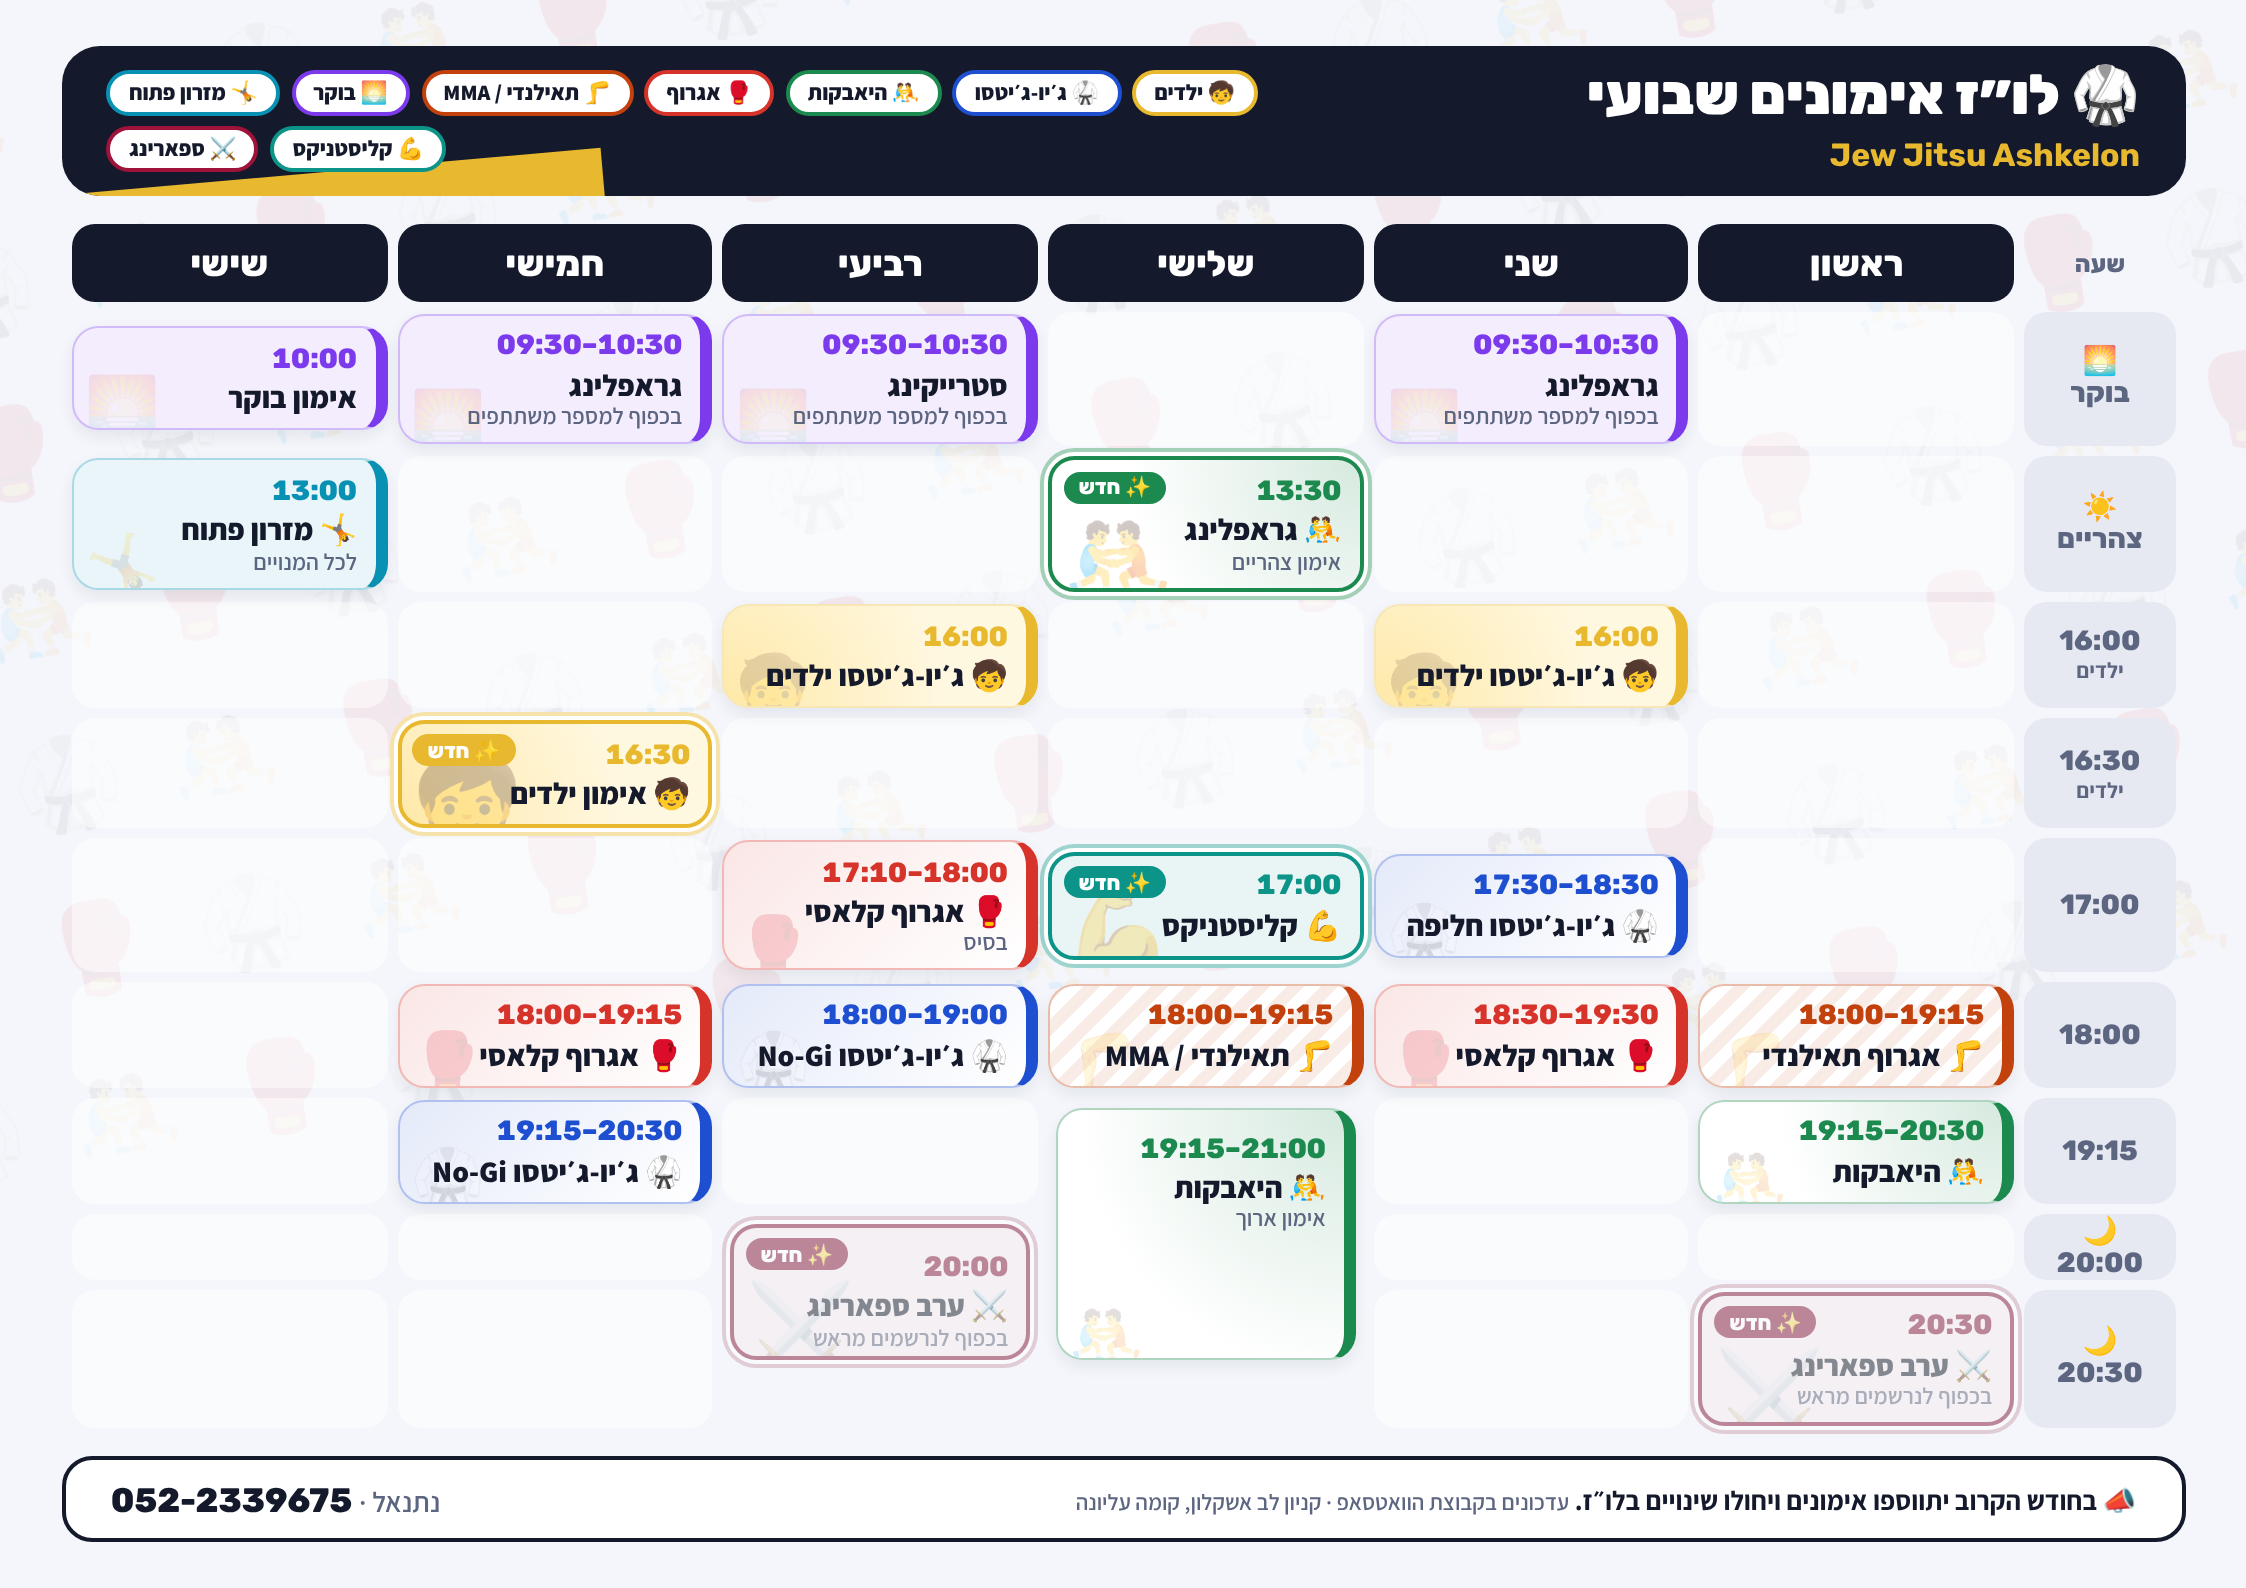 לו״ז אימונים שבועי
Jew Jitsu Ashkelon
ילדים
ג׳יו-ג׳יטסו
היאבקות
אגרוף
תאילנדי / MMA
בוקר
מזרון פתוח
קליסטניקס
ספארינג
שעה
ראשון
שני
שלישי
רביעי
חמישי
שישי
בוקר
09:30–10:30
גראפלינג
בכפוף למספר משתתפים
09:30–10:30
סטרייקינג
בכפוף למספר משתתפים
09:30–10:30
גראפלינג
בכפוף למספר משתתפים
10:00
אימון בוקר
צהריים
13:30
חדש
גראפלינג
אימון צהריים
13:00
מזרון פתוח
לכל המנויים
16:00
ילדים
16:00
ג׳יו-ג׳יטסו ילדים
16:00
ג׳יו-ג׳יטסו ילדים
16:30
ילדים
16:30
חדש
אימון ילדים
17:00
17:30–18:30
ג׳יו-ג׳יטסו חליפה
17:00
חדש
קליסטניקס
17:10–18:00
אגרוף קלאסי
בסיס
18:00
18:00–19:15
אגרוף תאילנדי
18:30–19:30
אגרוף קלאסי
18:00–19:15
תאילנדי / MMA
18:00–19:00
ג׳יו-ג׳יטסו No-Gi
18:00–19:15
אגרוף קלאסי
19:15
19:15–20:30
היאבקות
19:15–21:00
היאבקות
אימון ארוך
19:15–20:30
ג׳יו-ג׳יטסו No-Gi
20:00
20:00
חדש
ערב ספארינג
בכפוף לנרשמים מראש
20:30
20:30
חדש
ערב ספארינג
בכפוף לנרשמים מראש
בחודש הקרוב יתווספו אימונים ויחולו שינויים בלו״ז. עדכונים בקבוצת הוואטסאפ · קניון לב אשקלון, קומה עליונה
נתנאל · 052-2339675